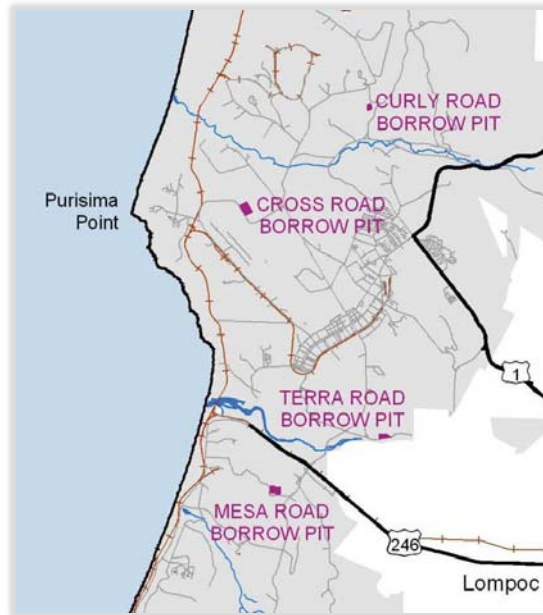 CURLY ROAD
BORROW PIT
Purisima
Point
CROSS ROAD
BORROW PIT
1
TERRA ROAD
BORROW PIT
MESA ROAD
BORROW PIT
246
Lompoc